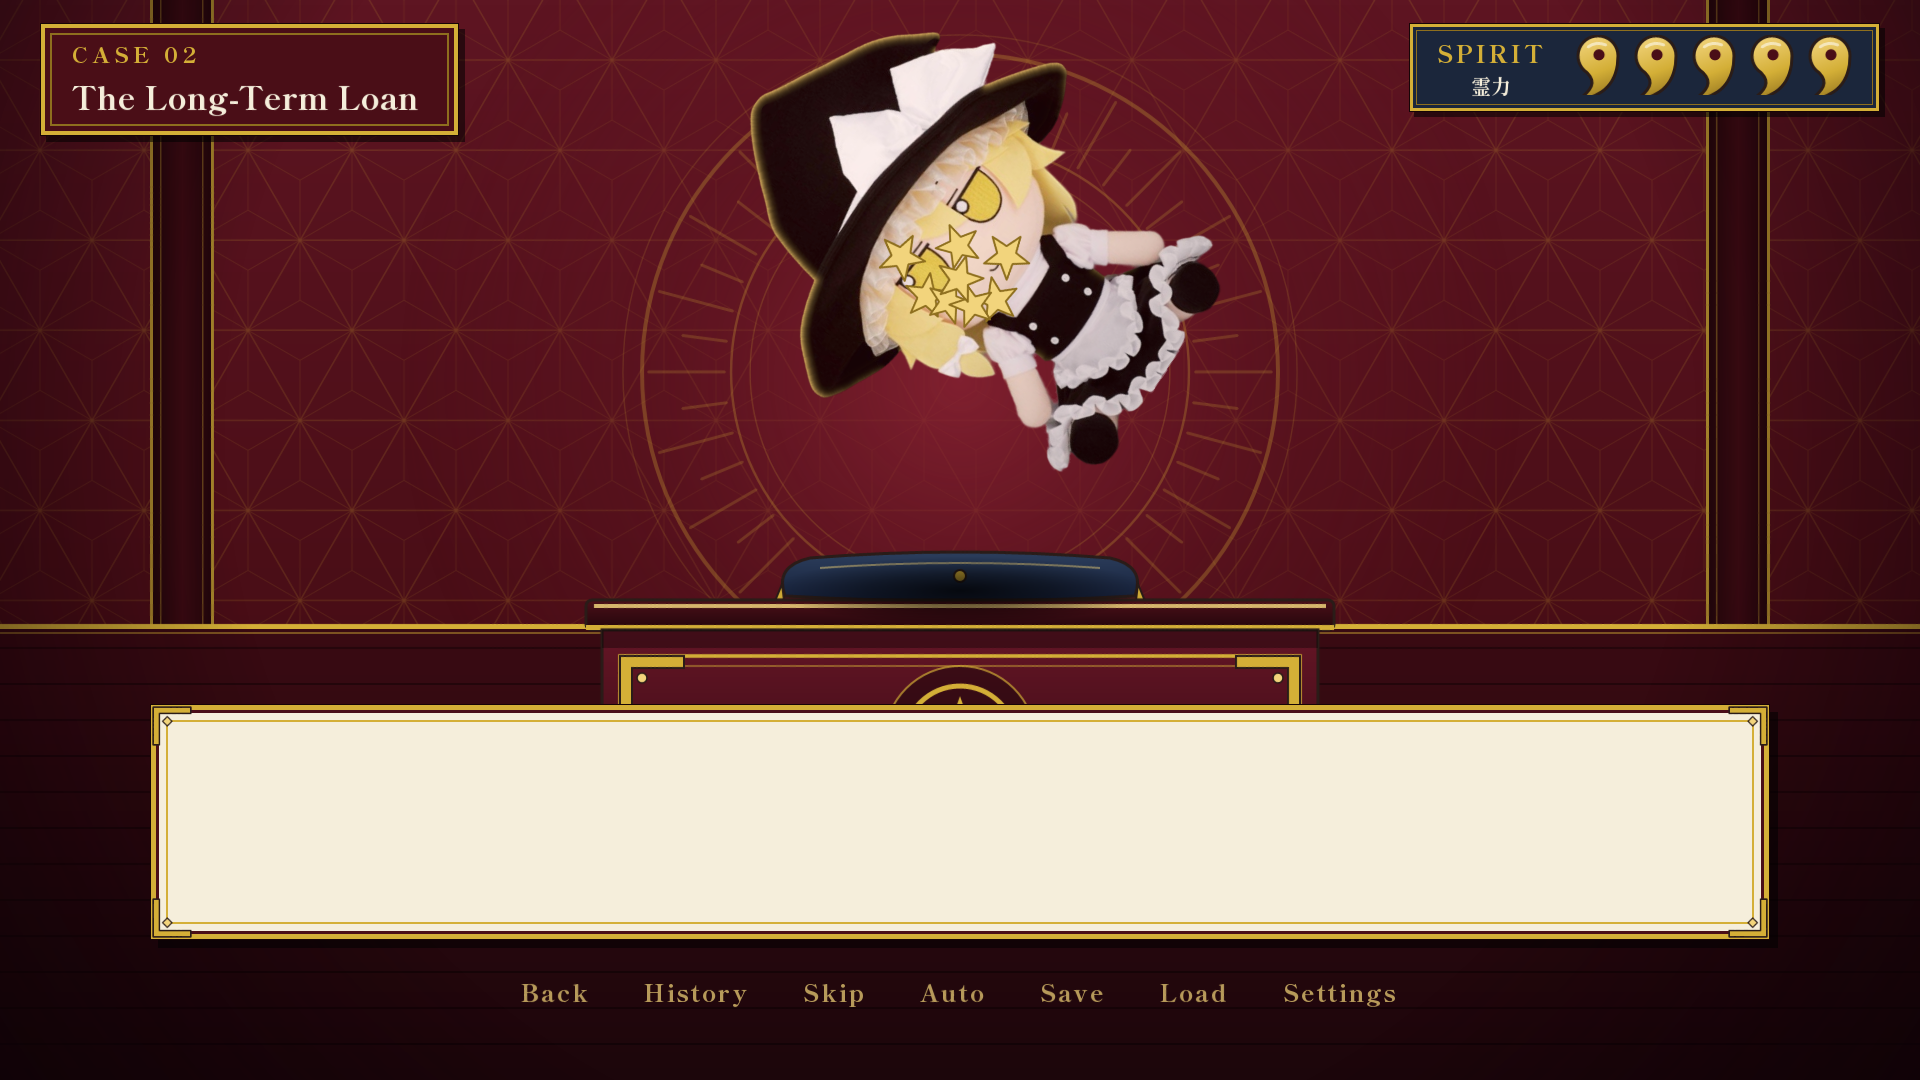 CASE 02
The Long-Term Loan
SPIRIT
霊力
Back History Skip Auto Save Load Settings